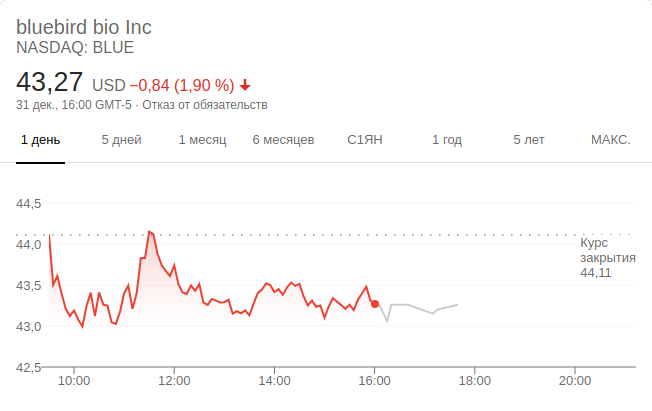 bluebird bio Inc
NASDAQ: BLUE
43,27 USD −0,84 (1,90 %)
31 дек., 16:00 GMT-5 · Отказ от обязательств
1 день 5 дней 1 месяц 6 месяцев С1ЯН 1 год 5 лет МАКС.
44,5
44,0
43,5
43,0
42,5
Курс
закрытия
44,11
10:00 12:00 14:00 16:00 18:00 20:00